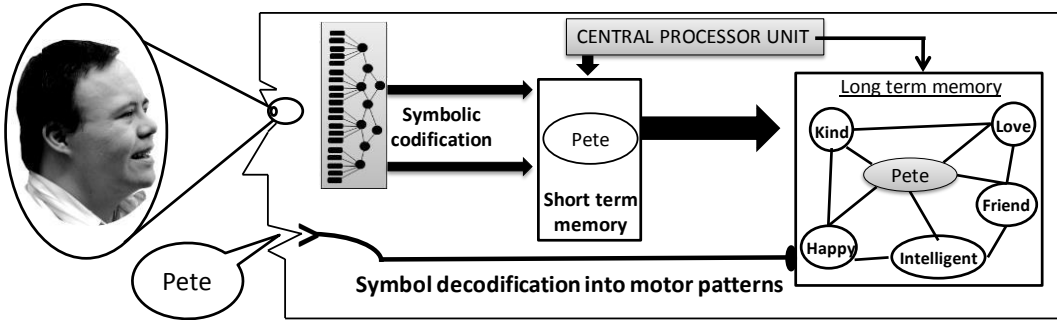 CENTRAL PROCESSOR UNIT
Symbolic
codification
Pete
Short term
memory
Long term memory
Kind
Love
Pete
Friend
Happy
Intelligent
Pete
Symbol decodification into motor patterns